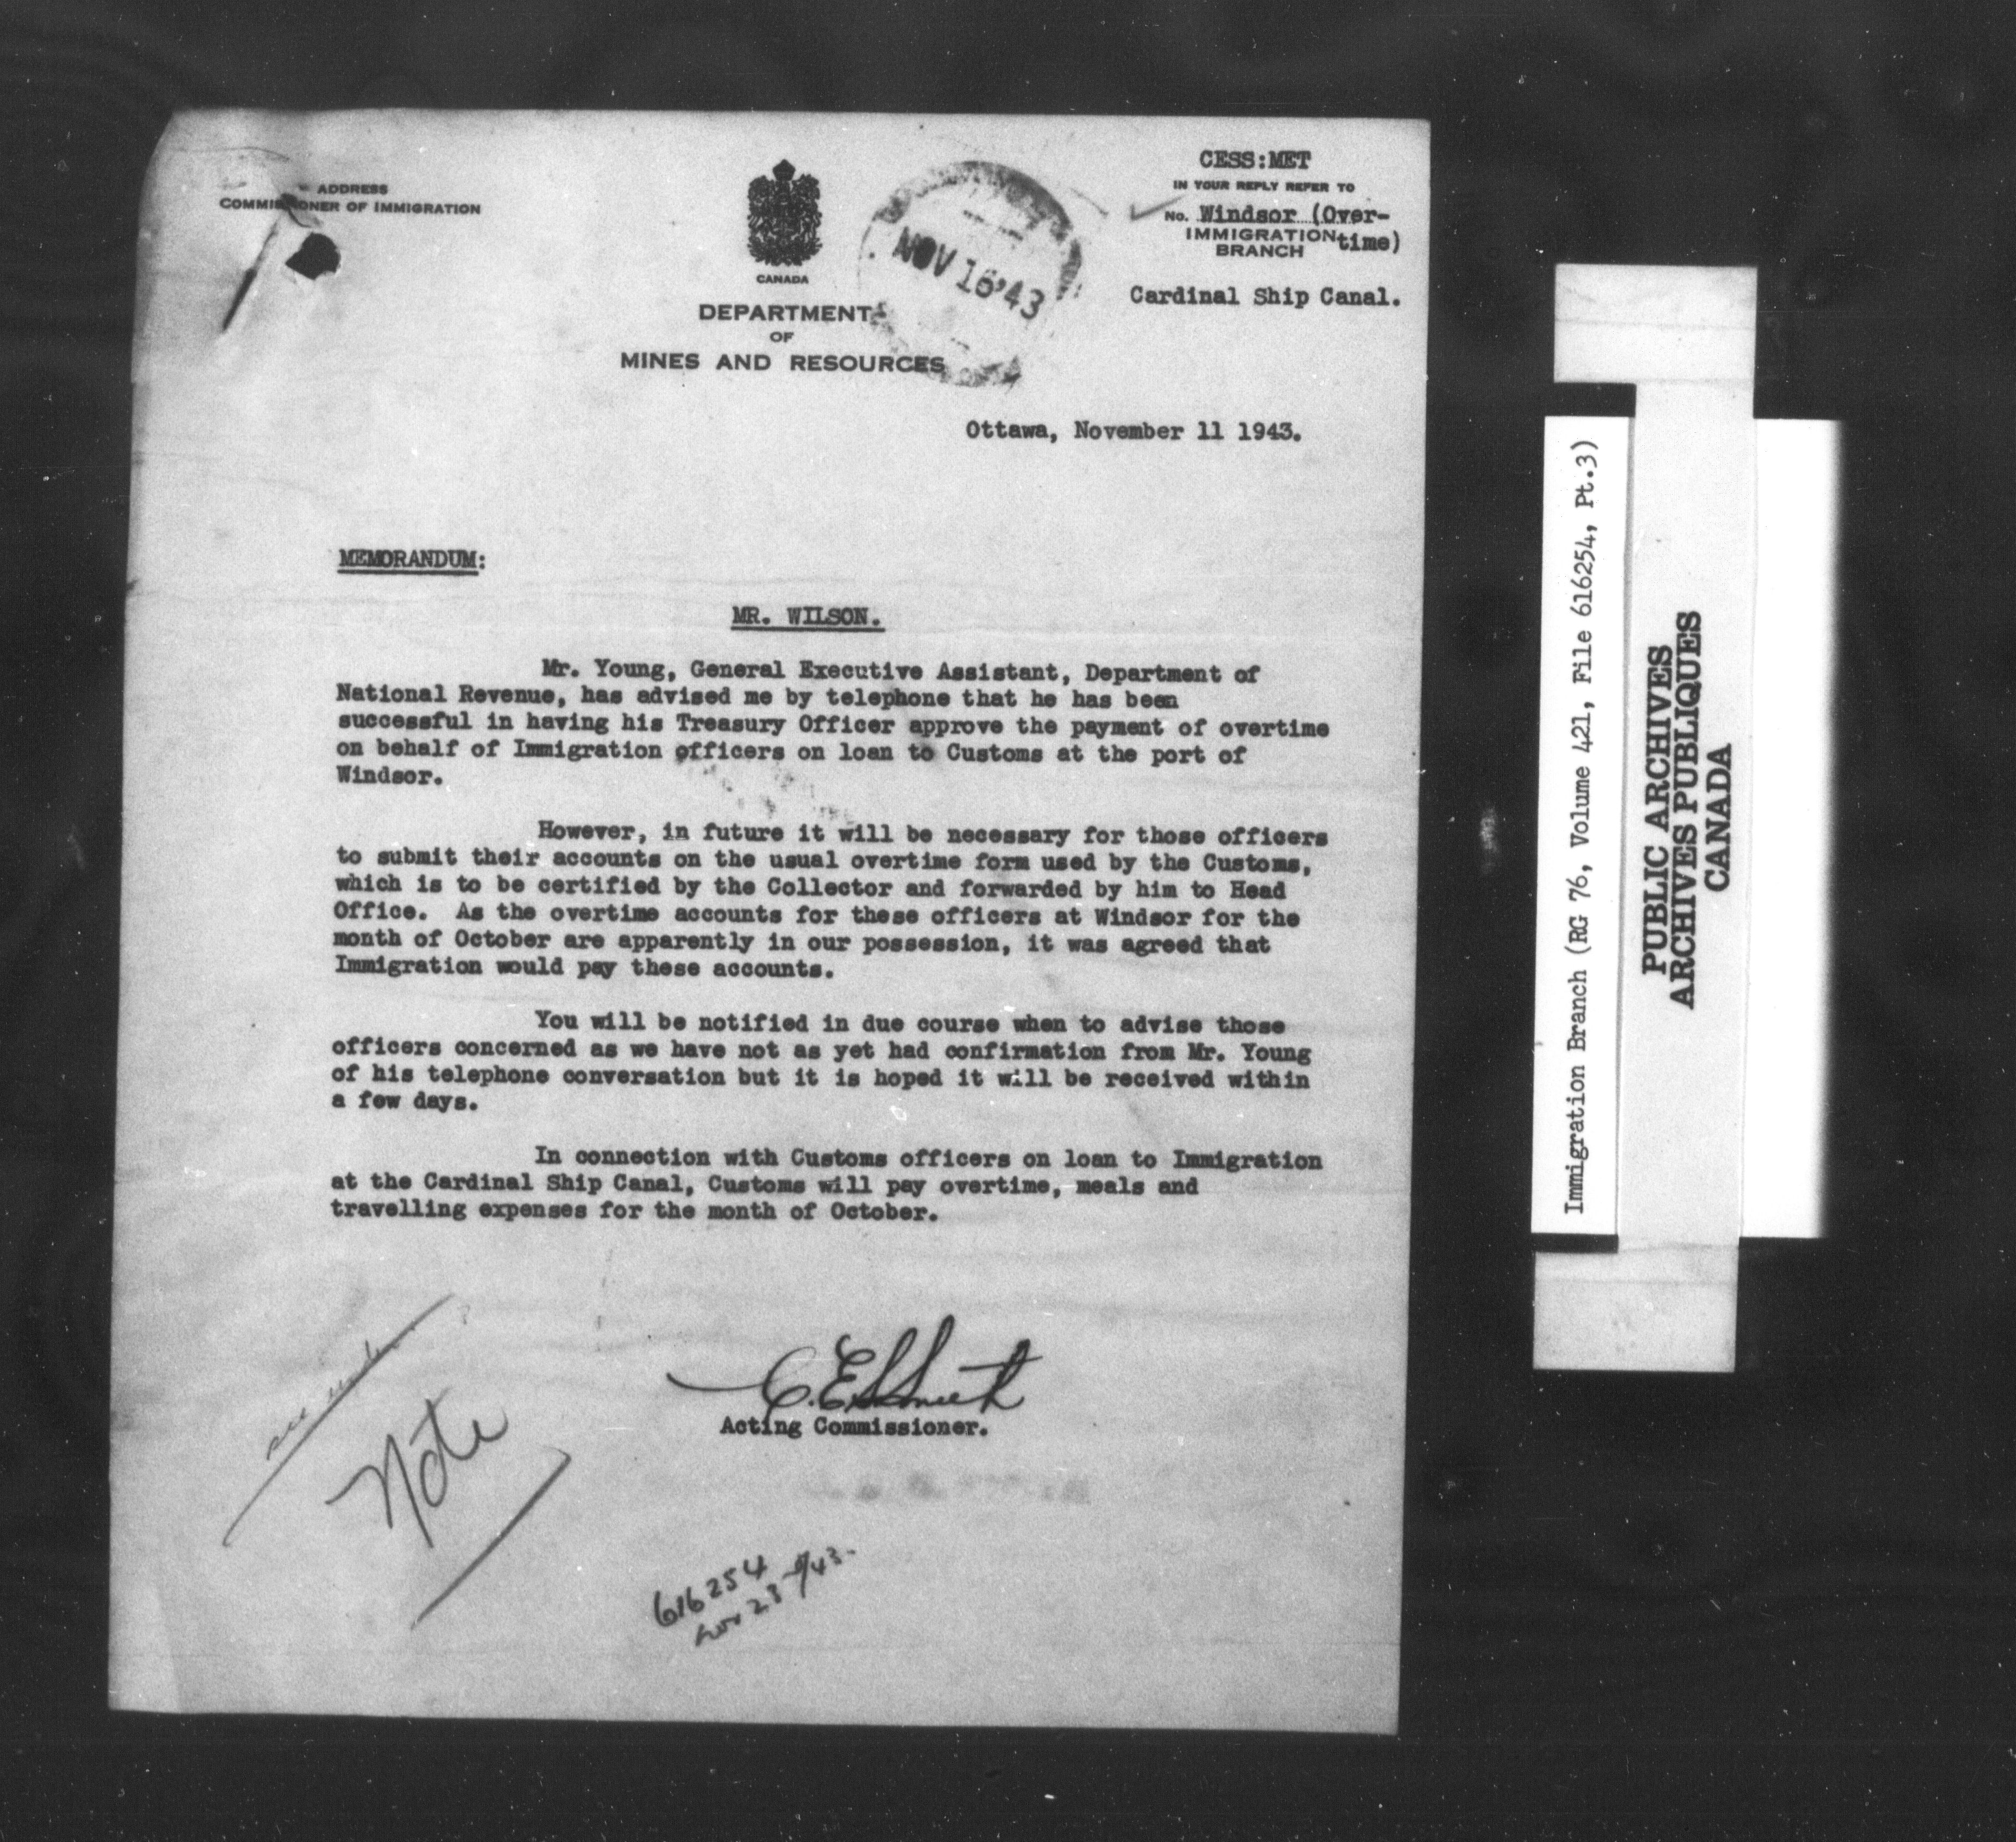 ADDRESS
COMMISSIONER OF IMMIGRATION
CANADA
DEPARTMENT
OF
MINES AND RESOURCES
NOV 16 '43
CESS:MET
IN YOUR REPLY REFER TO
No. Windsor (Over-
IMMIGRATION time)
BRANCH
Cardinal Ship Canal.
Ottawa, November 11 1943.
MEMORANDUM:
MR. WILSON.
Mr. Young, General Executive Assistant, Department of
National Revenue, has advised me by telephone that he has been
successful in having his Treasury Officer approve the payment of overtime
on behalf of Immigration officers on loan to Customs at the port of
Windsor.
However, in future it will be necessary for those officers
to submit their accounts on the usual overtime form used by the Customs,
which is to be certified by the Collector and forwarded by him to Head
Office. As the overtime accounts for these officers at Windsor for the
month of October are apparently in our possession, it was agreed that
Immigration would pay these accounts.
You will be notified in due course when to advise those
officers concerned as we have not as yet had confirmation from Mr. Young
of his telephone conversation but it is hoped it will be received within
a few days.
In connection with Customs officers on loan to Immigration
at the Cardinal Ship Canal, Customs will pay overtime, meals and
travelling expenses for the month of October.
Acting Commissioner.
Note
616254
Nov 23/43.
Immigration Branch (RG 76, Volume 421, File 616254, Pt.3)
PUBLIC ARCHIVES
ARCHIVES PUBLIQUES
CANADA